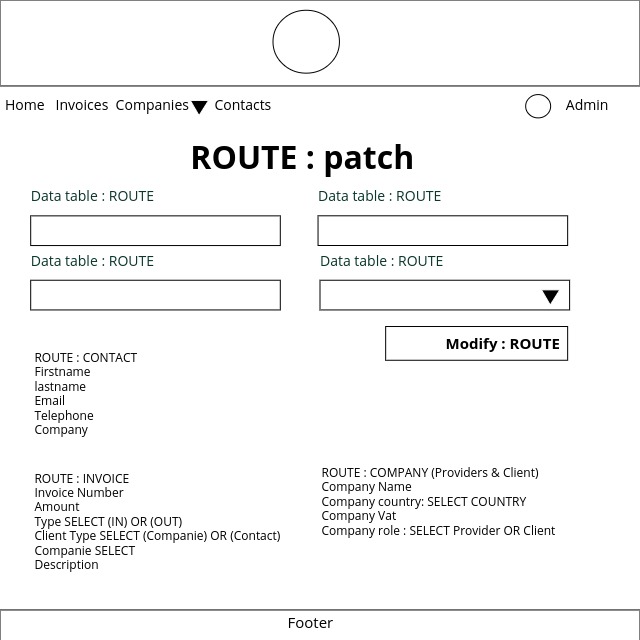 Home Invoices Companies Contacts Admin
ROUTE : patch
Data table : ROUTE Data table : ROUTE
Data table : ROUTE Data table : ROUTE
Modify : ROUTE
ROUTE : CONTACT
Firstname
lastname
Email
Telephone
Company
ROUTE : INVOICE
Invoice Number
Amount
Type SELECT (IN) OR (OUT)
Client Type SELECT (Companie) OR (Contact)
Companie SELECT
Description
ROUTE : COMPANY (Providers & Client)
Company Name
Company country: SELECT COUNTRY
Company Vat
Company role : SELECT Provider OR Client
Footer